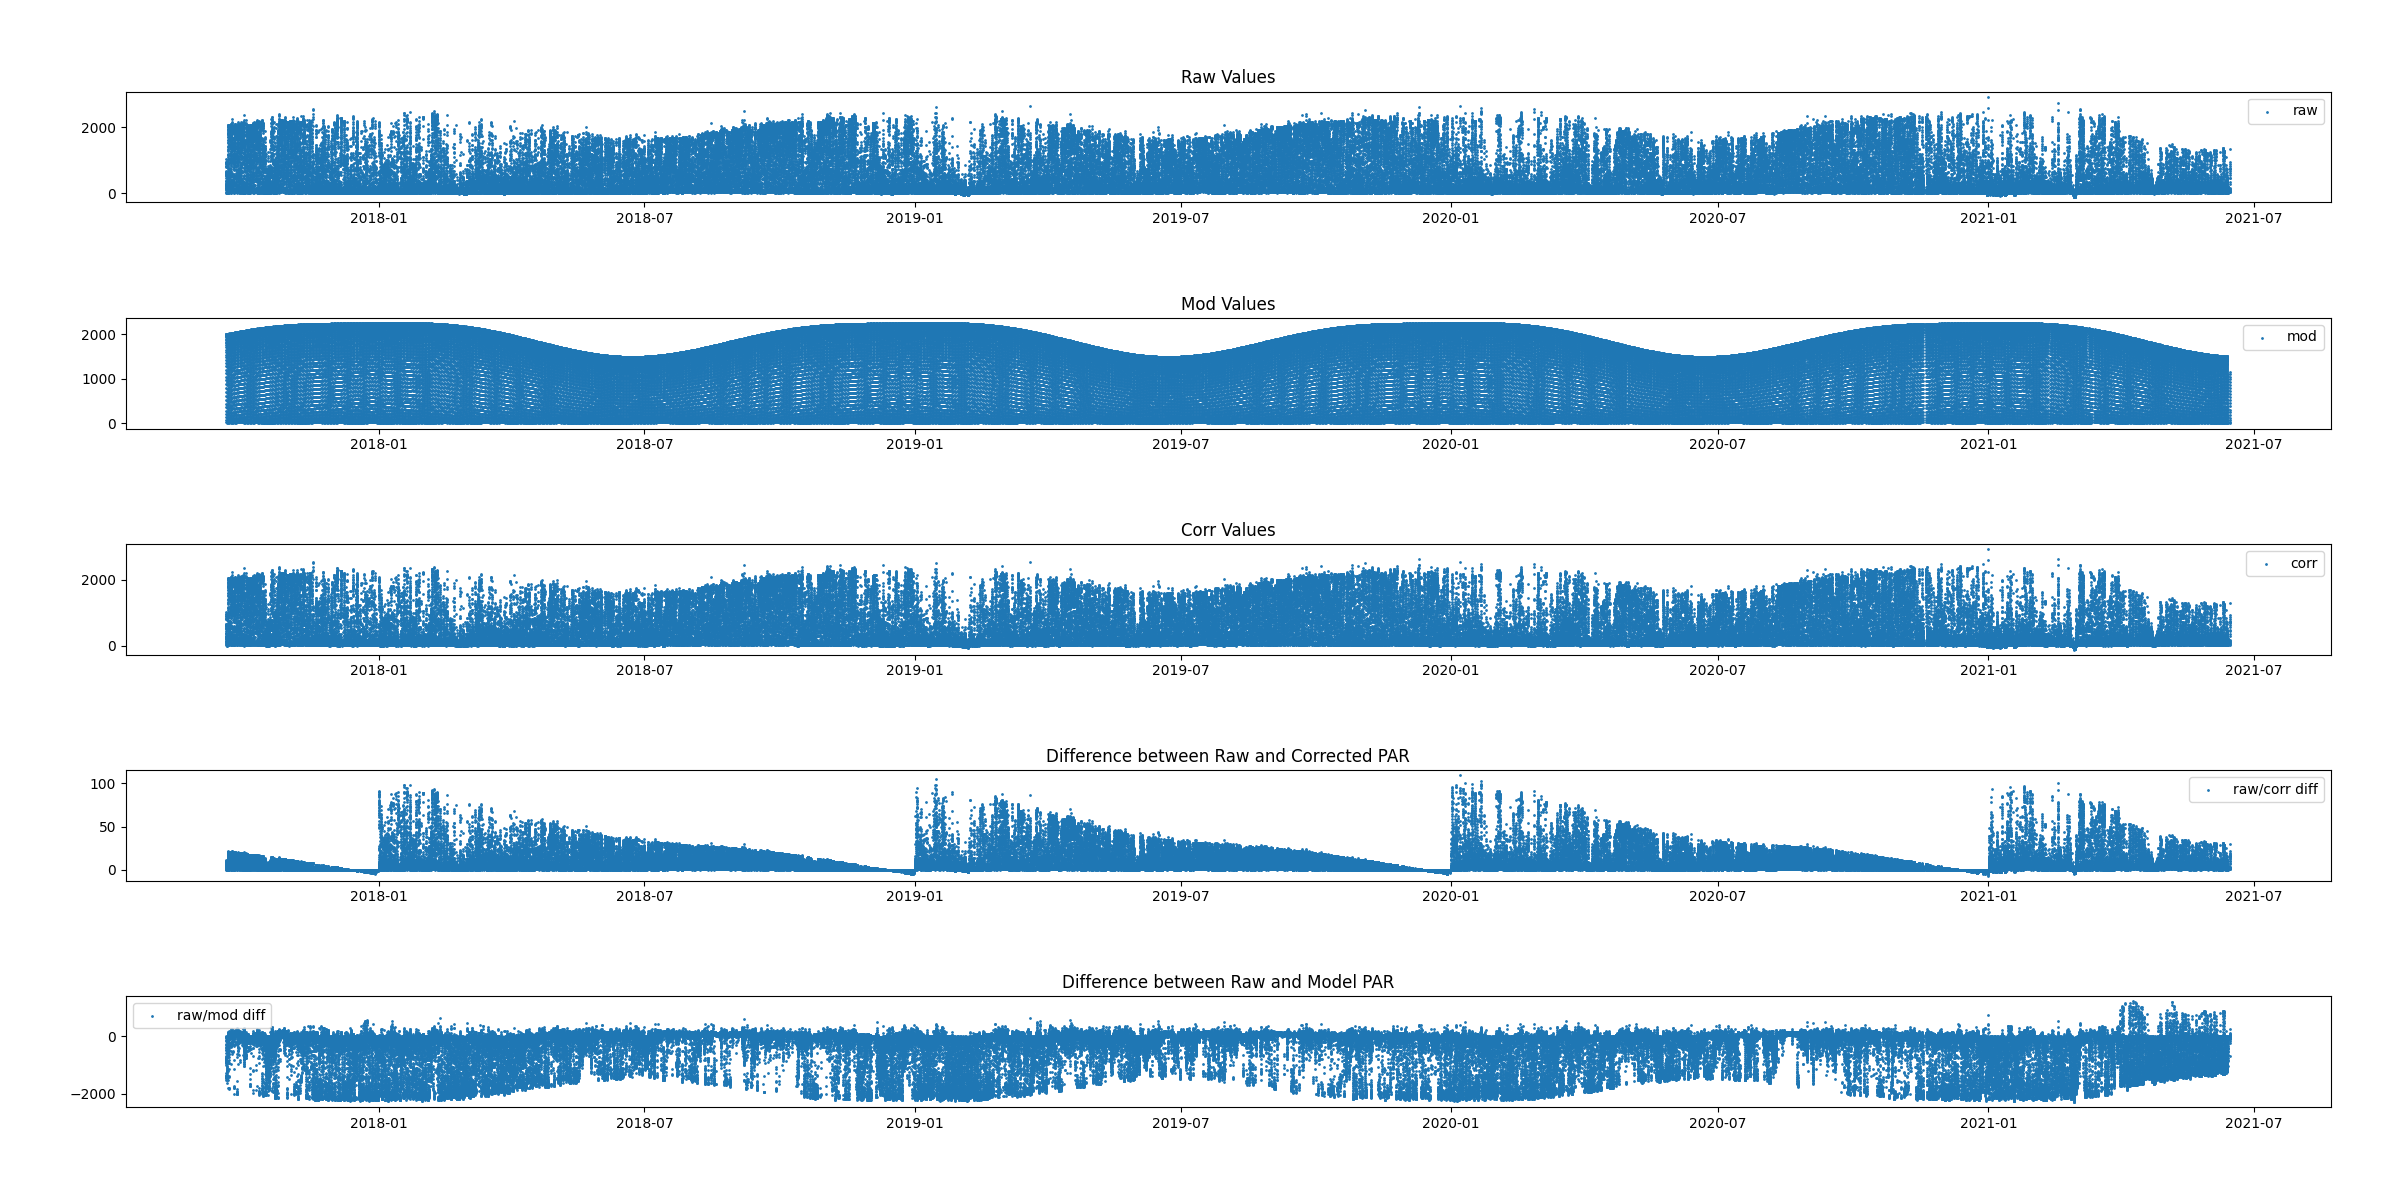 Raw Values
raw
2000
0
2018-01 2018-07 2019-01 2019-07 2020-01 2020-07 2021-01 2021-07
Mod Values
mod
2000
1000
0
2018-01 2018-07 2019-01 2019-07 2020-01 2020-07 2021-01 2021-07
Corr Values
corr
2000
0
2018-01 2018-07 2019-01 2019-07 2020-01 2020-07 2021-01 2021-07
Difference between Raw and Corrected PAR
raw/corr diff
100
50
0
2018-01 2018-07 2019-01 2019-07 2020-01 2020-07 2021-01 2021-07
Difference between Raw and Model PAR
raw/mod diff
0
−2000
2018-01 2018-07 2019-01 2019-07 2020-01 2020-07 2021-01 2021-07